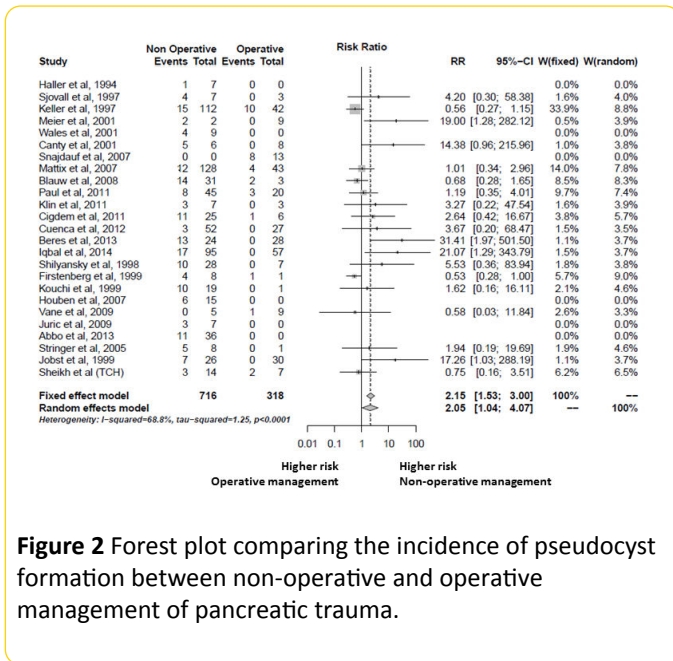 Non Operative Operative Risk Ratio
Study Events Total Events Total RR 95%-CI W(fixed) W(random)
Haller et al, 1994 1 7 0 0 0.0% 0.0%
Sjovall et al, 1997 4 7 0 3 4.20 [0.30; 58.38] 1.6% 4.0%
Keller et al, 1997 15 112 10 42 0.56 [0.27; 1.15] 33.9% 8.8%
Meier et al, 2001 2 2 0 9 19.00 [1.28; 282.12] 0.5% 3.9%
Wales et al, 2001 4 9 0 0 0.0% 0.0%
Canty et al, 2001 5 6 0 8 14.38 [0.96; 215.96] 1.0% 3.8%
Snajdauf et al, 2007 0 0 8 13 0.0% 0.0%
Mattix et al, 2007 12 128 4 43 1.01 [0.34; 2.96] 14.0% 7.8%
Blauw et al, 2008 14 31 2 3 0.68 [0.28; 1.65] 8.5% 8.3%
Paul et al, 2011 8 45 3 20 1.19 [0.35; 4.01] 9.7% 7.4%
Klin et al, 2011 3 7 0 3 3.27 [0.22; 47.54] 1.6% 3.9%
Cigdem et al, 2011 11 25 1 6 2.64 [0.42; 16.67] 3.8% 5.7%
Cuenca et al, 2012 3 52 0 27 3.67 [0.20; 68.47] 1.5% 3.5%
Beres et al, 2013 13 24 0 28 31.41 [1.97; 501.50] 1.1% 3.7%
Iqbal et al, 2014 17 95 0 57 21.07 [1.29; 343.79] 1.5% 3.7%
Shilyansky et al, 1998 10 28 0 7 5.53 [0.36; 83.94] 1.9% 3.8%
Firstenberg et al, 1999 4 8 1 1 0.53 [0.28; 1.00] 5.7% 9.0%
Kouchi et al, 1999 10 19 0 1 1.62 [0.16; 16.11] 2.1% 4.6%
Houben et al, 2007 6 15 0 0 0.0% 0.0%
Vane et al, 2009 0 5 1 9 0.58 [0.03; 11.84] 2.6% 3.3%
Juric et al, 2009 3 7 0 0 0.0% 0.0%
Abbo et al, 2013 11 36 0 0 0.0% 0.0%
Stringer et al, 2005 5 8 0 1 1.94 [0.19; 19.69] 1.9% 4.6%
Jobst et al, 1999 7 26 0 30 17.26 [1.03; 288.19] 1.1% 3.7%
Sheikh et al (TCH) 3 14 2 7 0.75 [0.16; 3.51] 6.2% 6.5%
Fixed effect model 716 318 2.15 [1.53; 3.00] 100% --
Random effects model 2.05 [1.04; 4.07] -- 100%
Heterogeneity: I-squared=68.8%, tau-squared=1.25, p<0.0001
0.01 0.1 1 2 10 100
Higher risk Higher risk
Operative management Non-operative management
Figure 2 Forest plot comparing the incidence of pseudocyst
formation between non-operative and operative
management of pancreatic trauma.